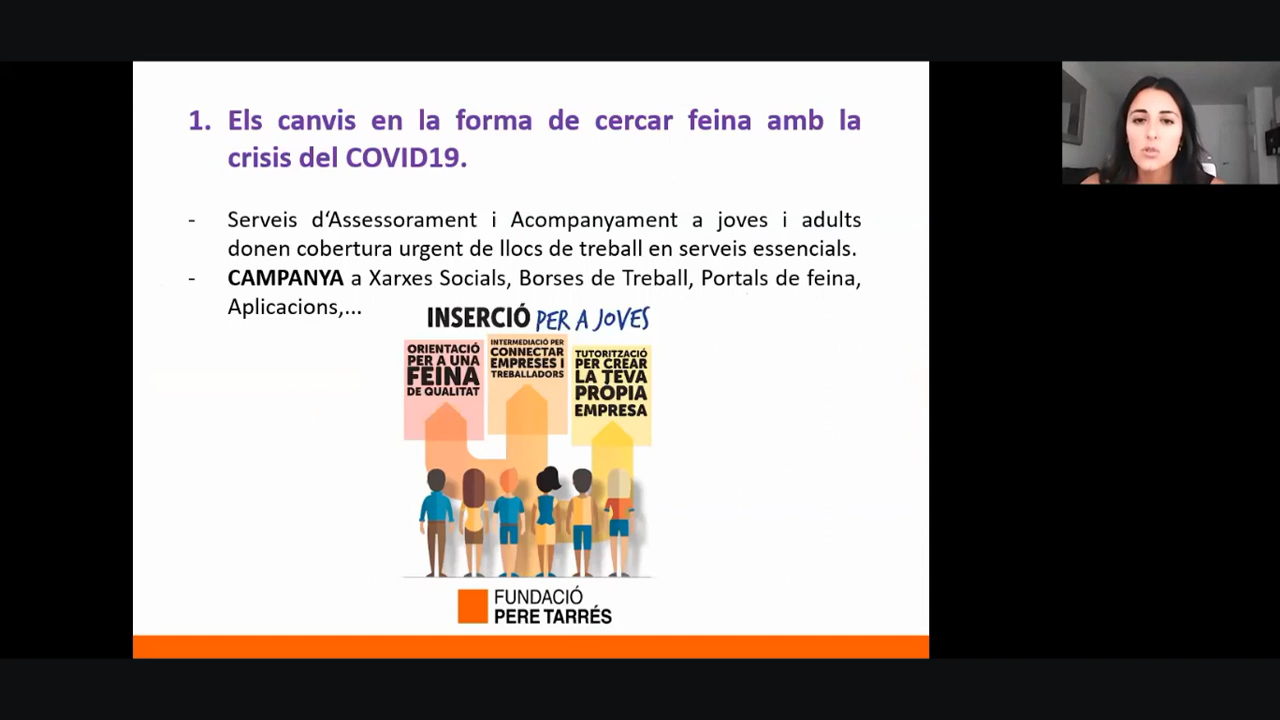 1. Els canvis en la forma de cercar feina amb la
crisis del COVID19.
- Serveis d‘Assessorament i Acompanyament a joves i adults
donen cobertura urgent de llocs de treball en serveis essencials.
- CAMPANYA a Xarxes Socials, Borses de Treball, Portals de feina,
Aplicacions,...
INSERCIÓ PER A JOVES
ORIENTACIÓ
PER A UNA
FEINA
DE QUALITAT
INTERMEDIACIÓ PER
CONNECTAR
EMPRESES I
TREBALLADORS
TUTORITZACIÓ
PER CREAR
LA TEVA
PRÒPIA
EMPRESA
FUNDACIÓ
PERE TARRÉS